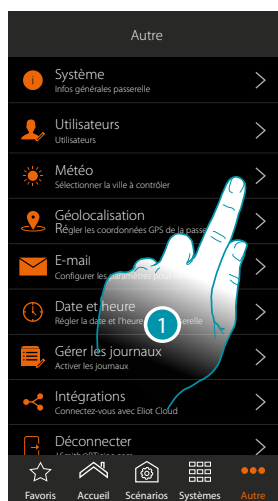 Autre
i
Système
Infos générales passerelle
Utilisateurs
Utilisateurs
Météo
Sélectionner la ville à contrôler
Géolocalisation
Régler les coordonnées GPS de la passe
E-mail
Configurer les paramètres pour
Date et heure
Régler la date et l'heure erelle
1
Gérer les journaux
Activer les journaux
Intégrations
Connectez-vous avec Eliot Cloud
Déconnecter
Favoris Accueil Scénarios Systèmes Autre